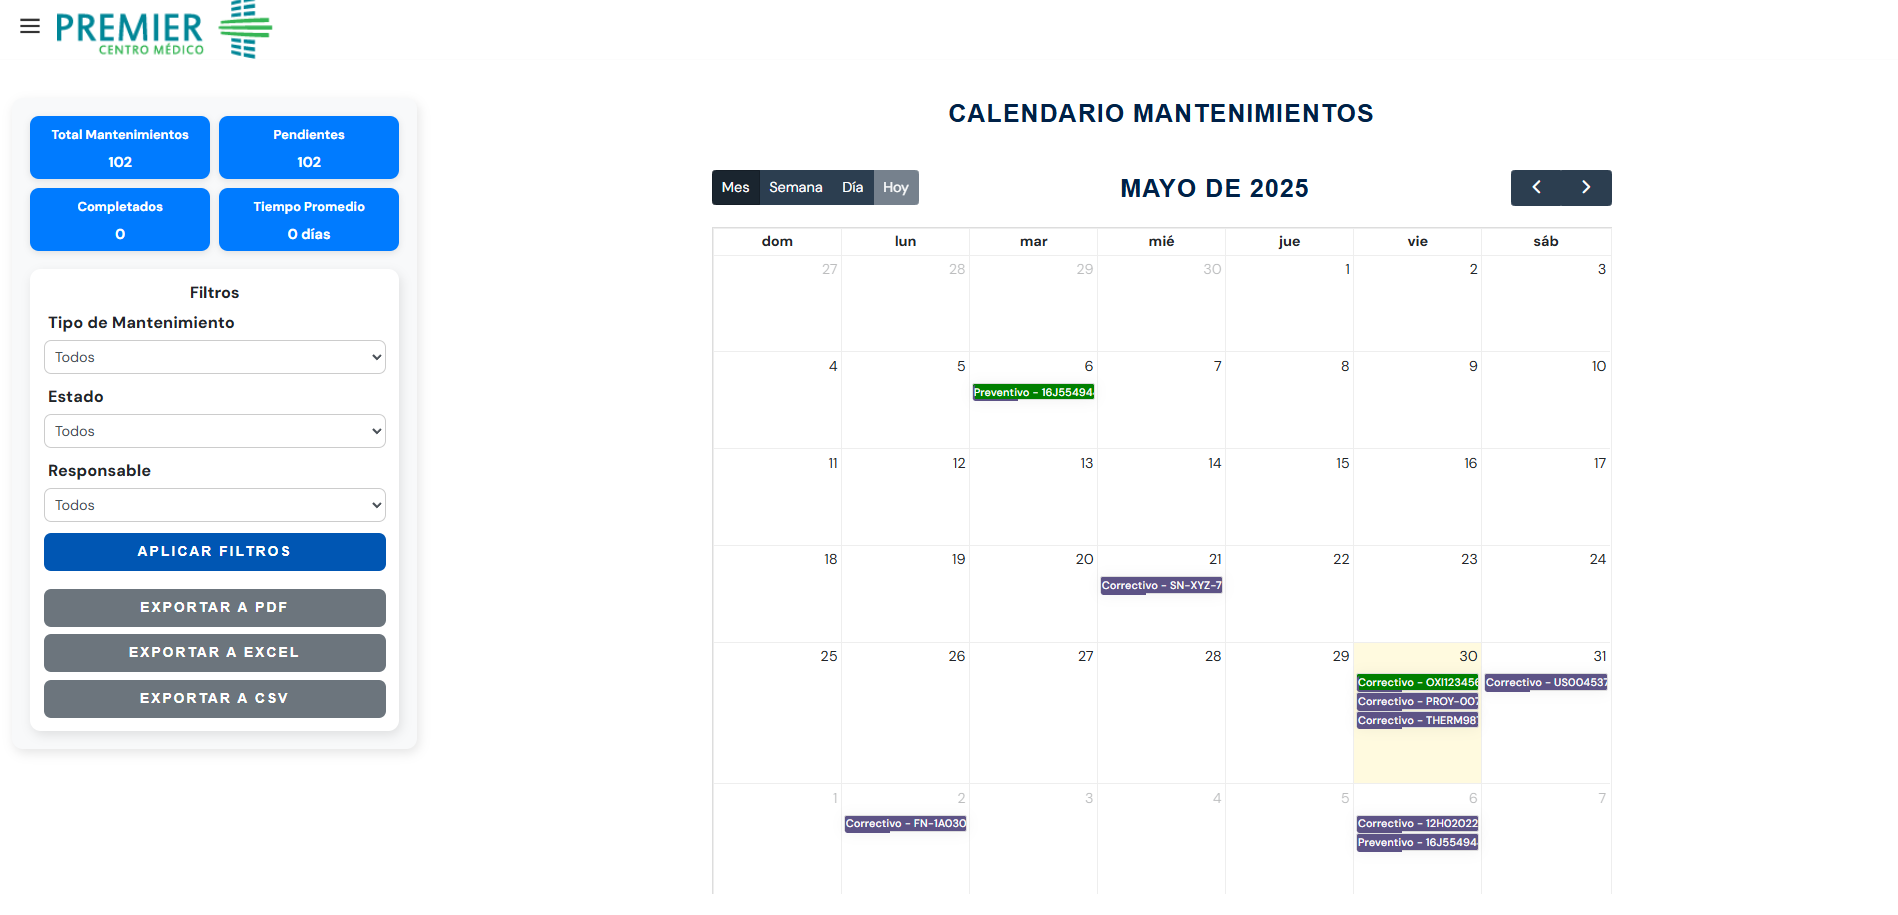 PREMIER
CENTRO MÉDICO
Total Mantenimientos
102
Pendientes
102
Completados
0
Tiempo Promedio
0 días
Filtros
Tipo de Mantenimiento
Todos
Estado
Todos
Responsable
Todos
APLICAR FILTROS
EXPORTAR A PDF
EXPORTAR A EXCEL
EXPORTAR A CSV
CALENDARIO MANTENIMIENTOS
Mes Semana Día Hoy
MAYO DE 2025
dom lun mar mié jue vie sáb
27 28 29 30 1 2 3
4 5 6 7 8 9 10
Preventivo - 16J55494
11 12 13 14 15 16 17
18 19 20 21 22 23 24
Correctivo - SN-XYZ-7
25 26 27 28 29 30 31
Correctivo - OXI123456
Correctivo - US004537
Correctivo - PROY-007
Correctivo - THERM987
1 2 3 4 5 6 7
Correctivo - FN-1A030
Correctivo - 12H02022
Preventivo - 16J55494